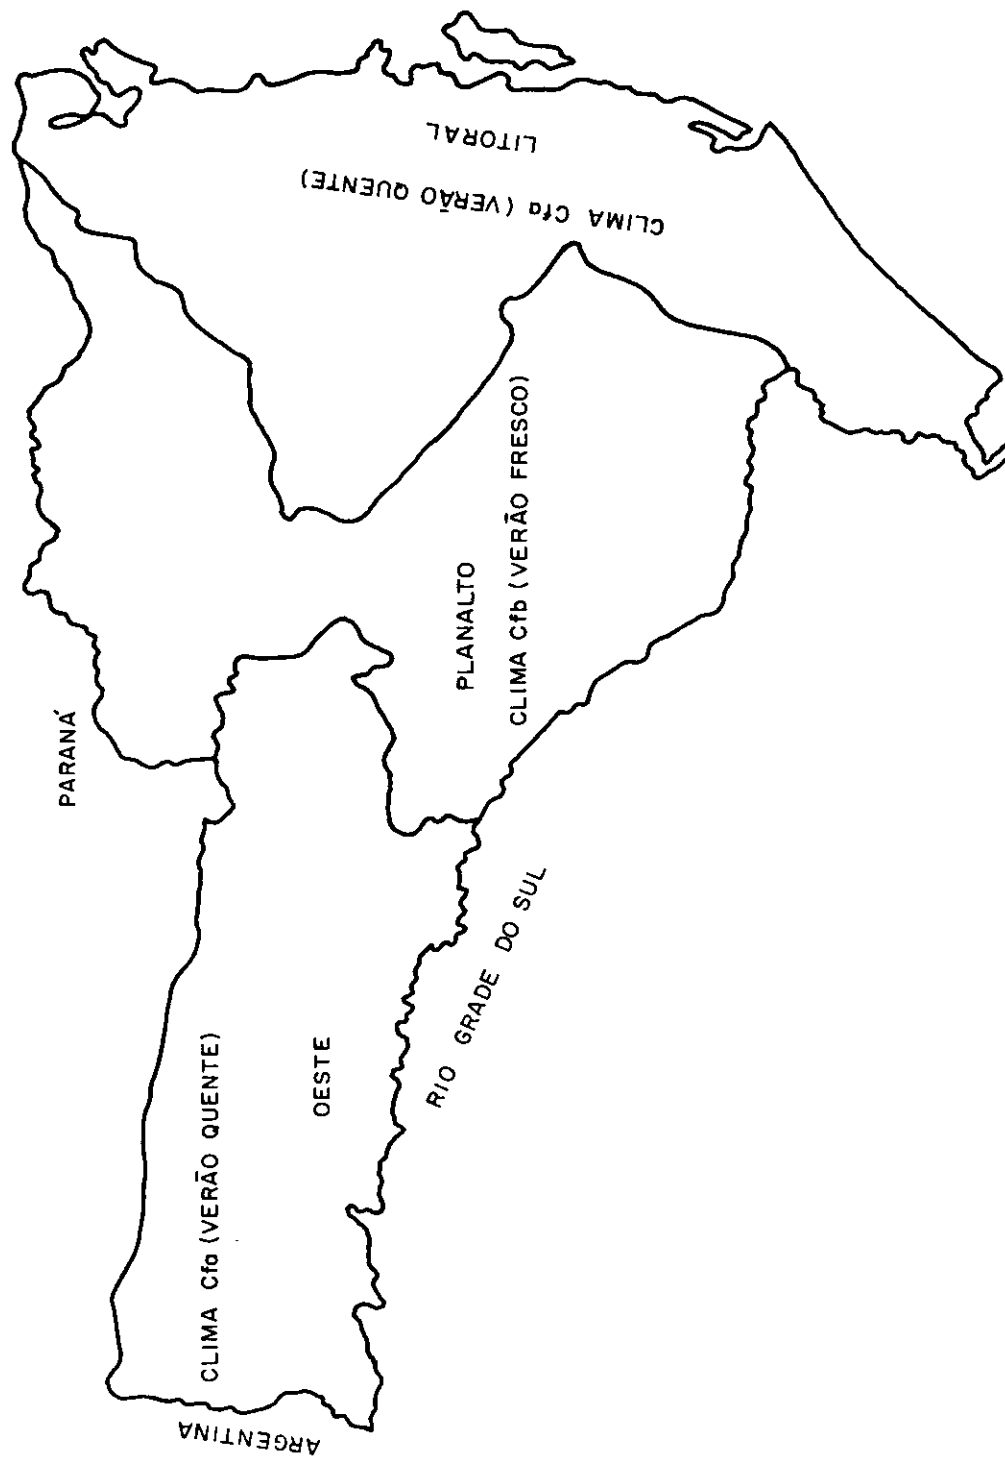 PARANÁ
ARGENTINA
CLIMA Cfa (VERÃO QUENTE)
OESTE
RIO GRADE DO SUL
PLANALTO
CLIMA Cfb (VERÃO FRESCO)
LITORAL
CLIMA Cfa (VERÃO QUENTE)